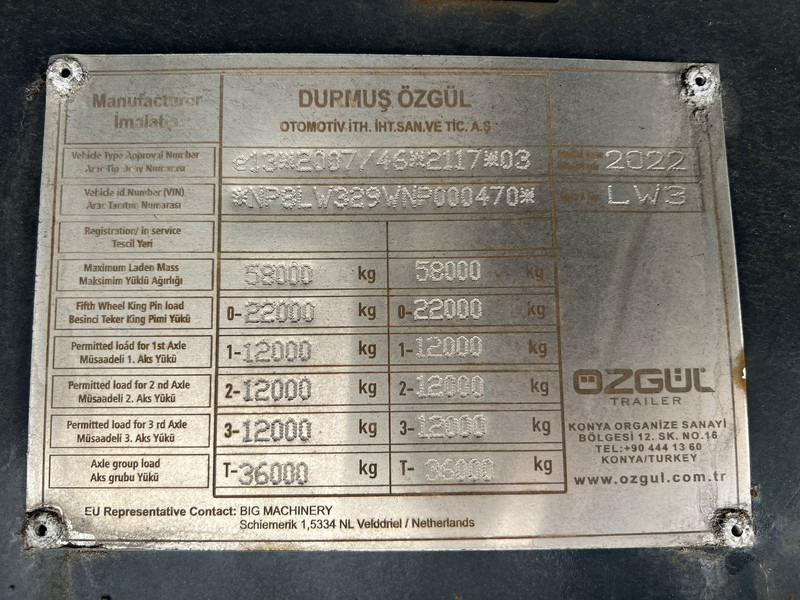 Manufacturer
İmalatçı
DURMUŞ ÖZGÜL
OTOMOTİV İTH. İHT.SAN.VE TİC. A.Ş
Vehicle Type Approval Number
Araç Tip Onay Numarası
e13*2007/46*2117*03
2022
Vehicle id.Number (VIN)
Araç Tanıtım Numarası
*NP8LW389WNP000470*
LW3
Registration/ in service
Tescil Yeri
Maximum Laden Mass
Maksimim Yüklü Ağırlığı
58000 kg 58000 kg
Fifth Wheel King Pin load
Besinci Teker King Pimi Yükü
0-22000 kg 0-22000 kg
Permitted load for 1st Axle
Müsaadeli 1. Aks Yükü
1-12000 kg 1-12000 kg
Permitted load for 2 nd Axle
Müsaadeli 2. Aks Yükü
2-12000 kg 2-12000 kg
Permitted load for 3 rd Axle
Müsaadeli 3. Aks Yükü
3-12000 kg 3-12000 kg
Axle group load
Aks grubu Yükü
T-36000 kg T-36000 kg
ÖZGÜL
TRAILER
KONYA ORGANIZE SANAYİ
BÖLGESİ 12. SK. NO.16
TEL:+90 444 13 60
KONYA/TURKEY
www.ozgul.com.tr
EU Representative Contact: BIG MACHINERY
Schiemerik 1,5334 NL Velddriel / Netherlands